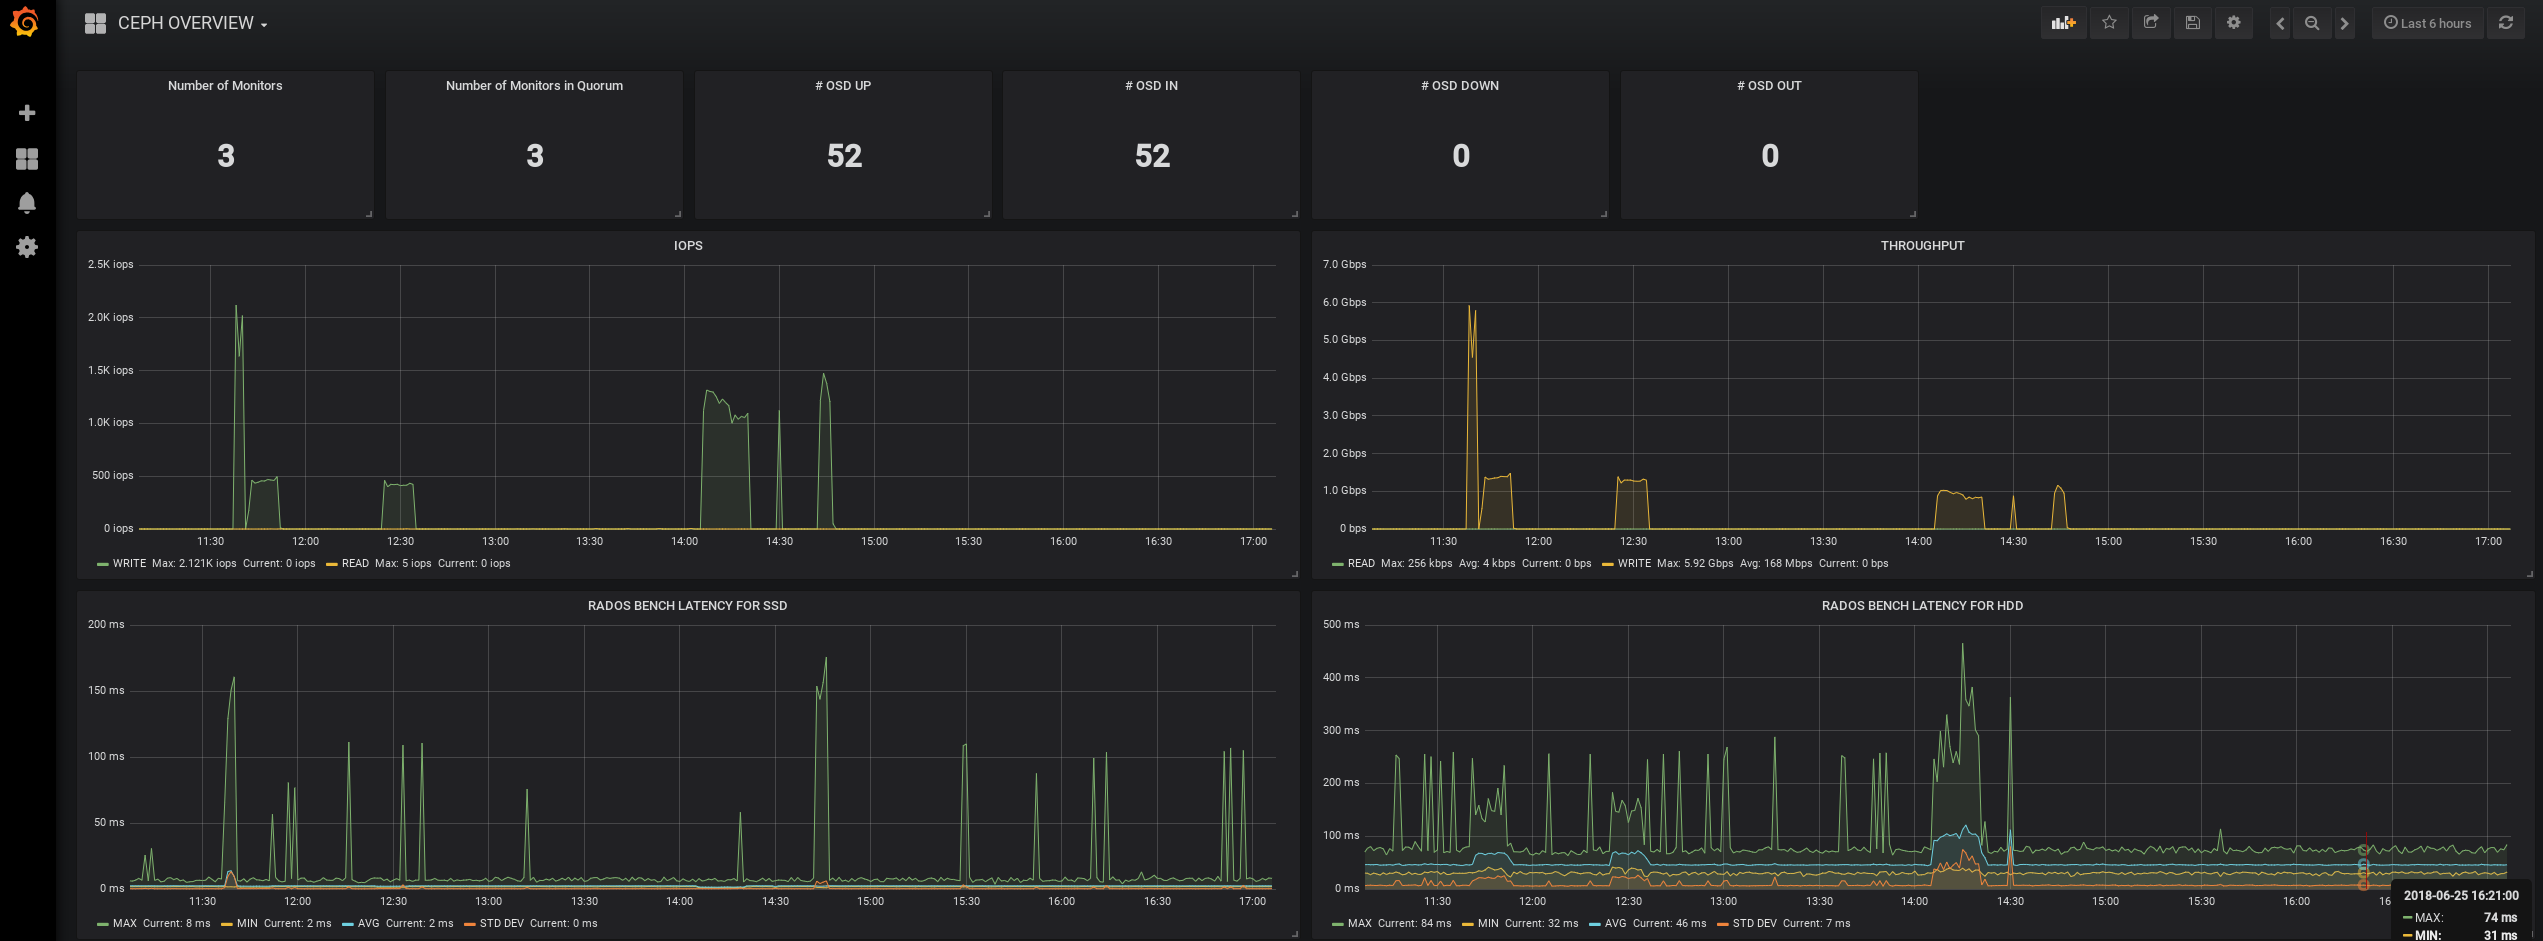 CEPH OVERVIEW
Last 6 hours
Number of Monitors
3
Number of Monitors in Quorum
3
# OSD UP
52
# OSD IN
52
# OSD DOWN
0
# OSD OUT
0
IOPS
2.5K iops
2.0K iops
1.5K iops
1.0K iops
500 iops
0 iops
11:30 12:00 12:30 13:00 13:30 14:00 14:30 15:00 15:30 16:00 16:30 17:00
WRITE Max: 2.121K iops Current: 0 iops READ Max: 5 iops Current: 0 iops
THROUGHPUT
7.0 Gbps
6.0 Gbps
5.0 Gbps
4.0 Gbps
3.0 Gbps
2.0 Gbps
1.0 Gbps
0 bps
11:30 12:00 12:30 13:00 13:30 14:00 14:30 15:00 15:30 16:00 16:30 17:00
READ Max: 256 kbps Avg: 4 kbps Current: 0 bps WRITE Max: 5.92 Gbps Avg: 168 Mbps Current: 0 bps
RADOS BENCH LATENCY FOR SSD
200 ms
150 ms
100 ms
50 ms
0 ms
11:30 12:00 12:30 13:00 13:30 14:00 14:30 15:00 15:30 16:00 16:30 17:00
MAX Current: 8 ms MIN Current: 2 ms AVG Current: 2 ms STD DEV Current: 0 ms
RADOS BENCH LATENCY FOR HDD
500 ms
400 ms
300 ms
200 ms
100 ms
0 ms
11:30 12:00 12:30 13:00 13:30 14:00 14:30 15:00 15:30 16:00 16
MAX Current: 84 ms MIN Current: 32 ms AVG Current: 46 ms STD DEV Current: 7 ms
2018-06-25 16:21:00
MAX: 74 ms
MIN: 31 ms